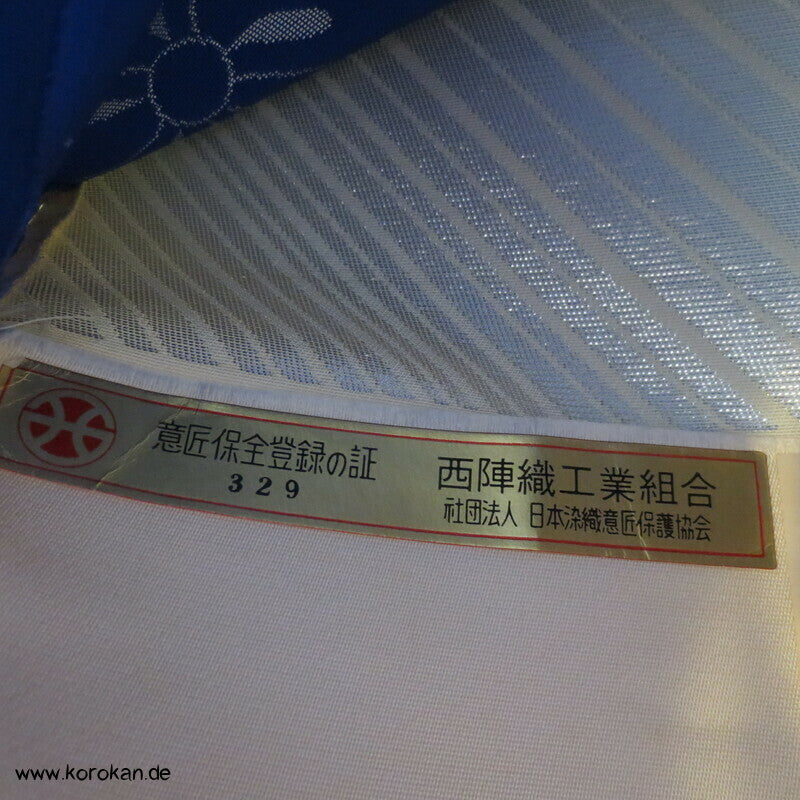 意匠保全登録の証
329
西陣織工業組合
社団法人 日本染織意匠保護協会
www.korokan.de